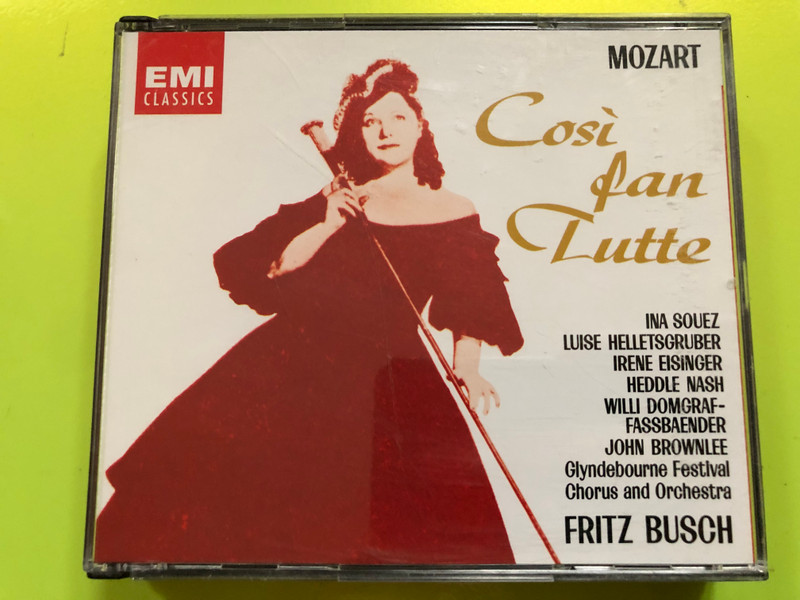 EMI
CLASSICS
MOZART
Così
fan
Tutte
INA SOUEZ
LUISE HELLETSGRUBER
IRENE EISINGER
HEDDLE NASH
WILLI DOMGRAF-
FASSBAENDER
JOHN BROWNLEE
Glyndebourne Festival
Chorus and Orchestra
FRITZ BUSCH